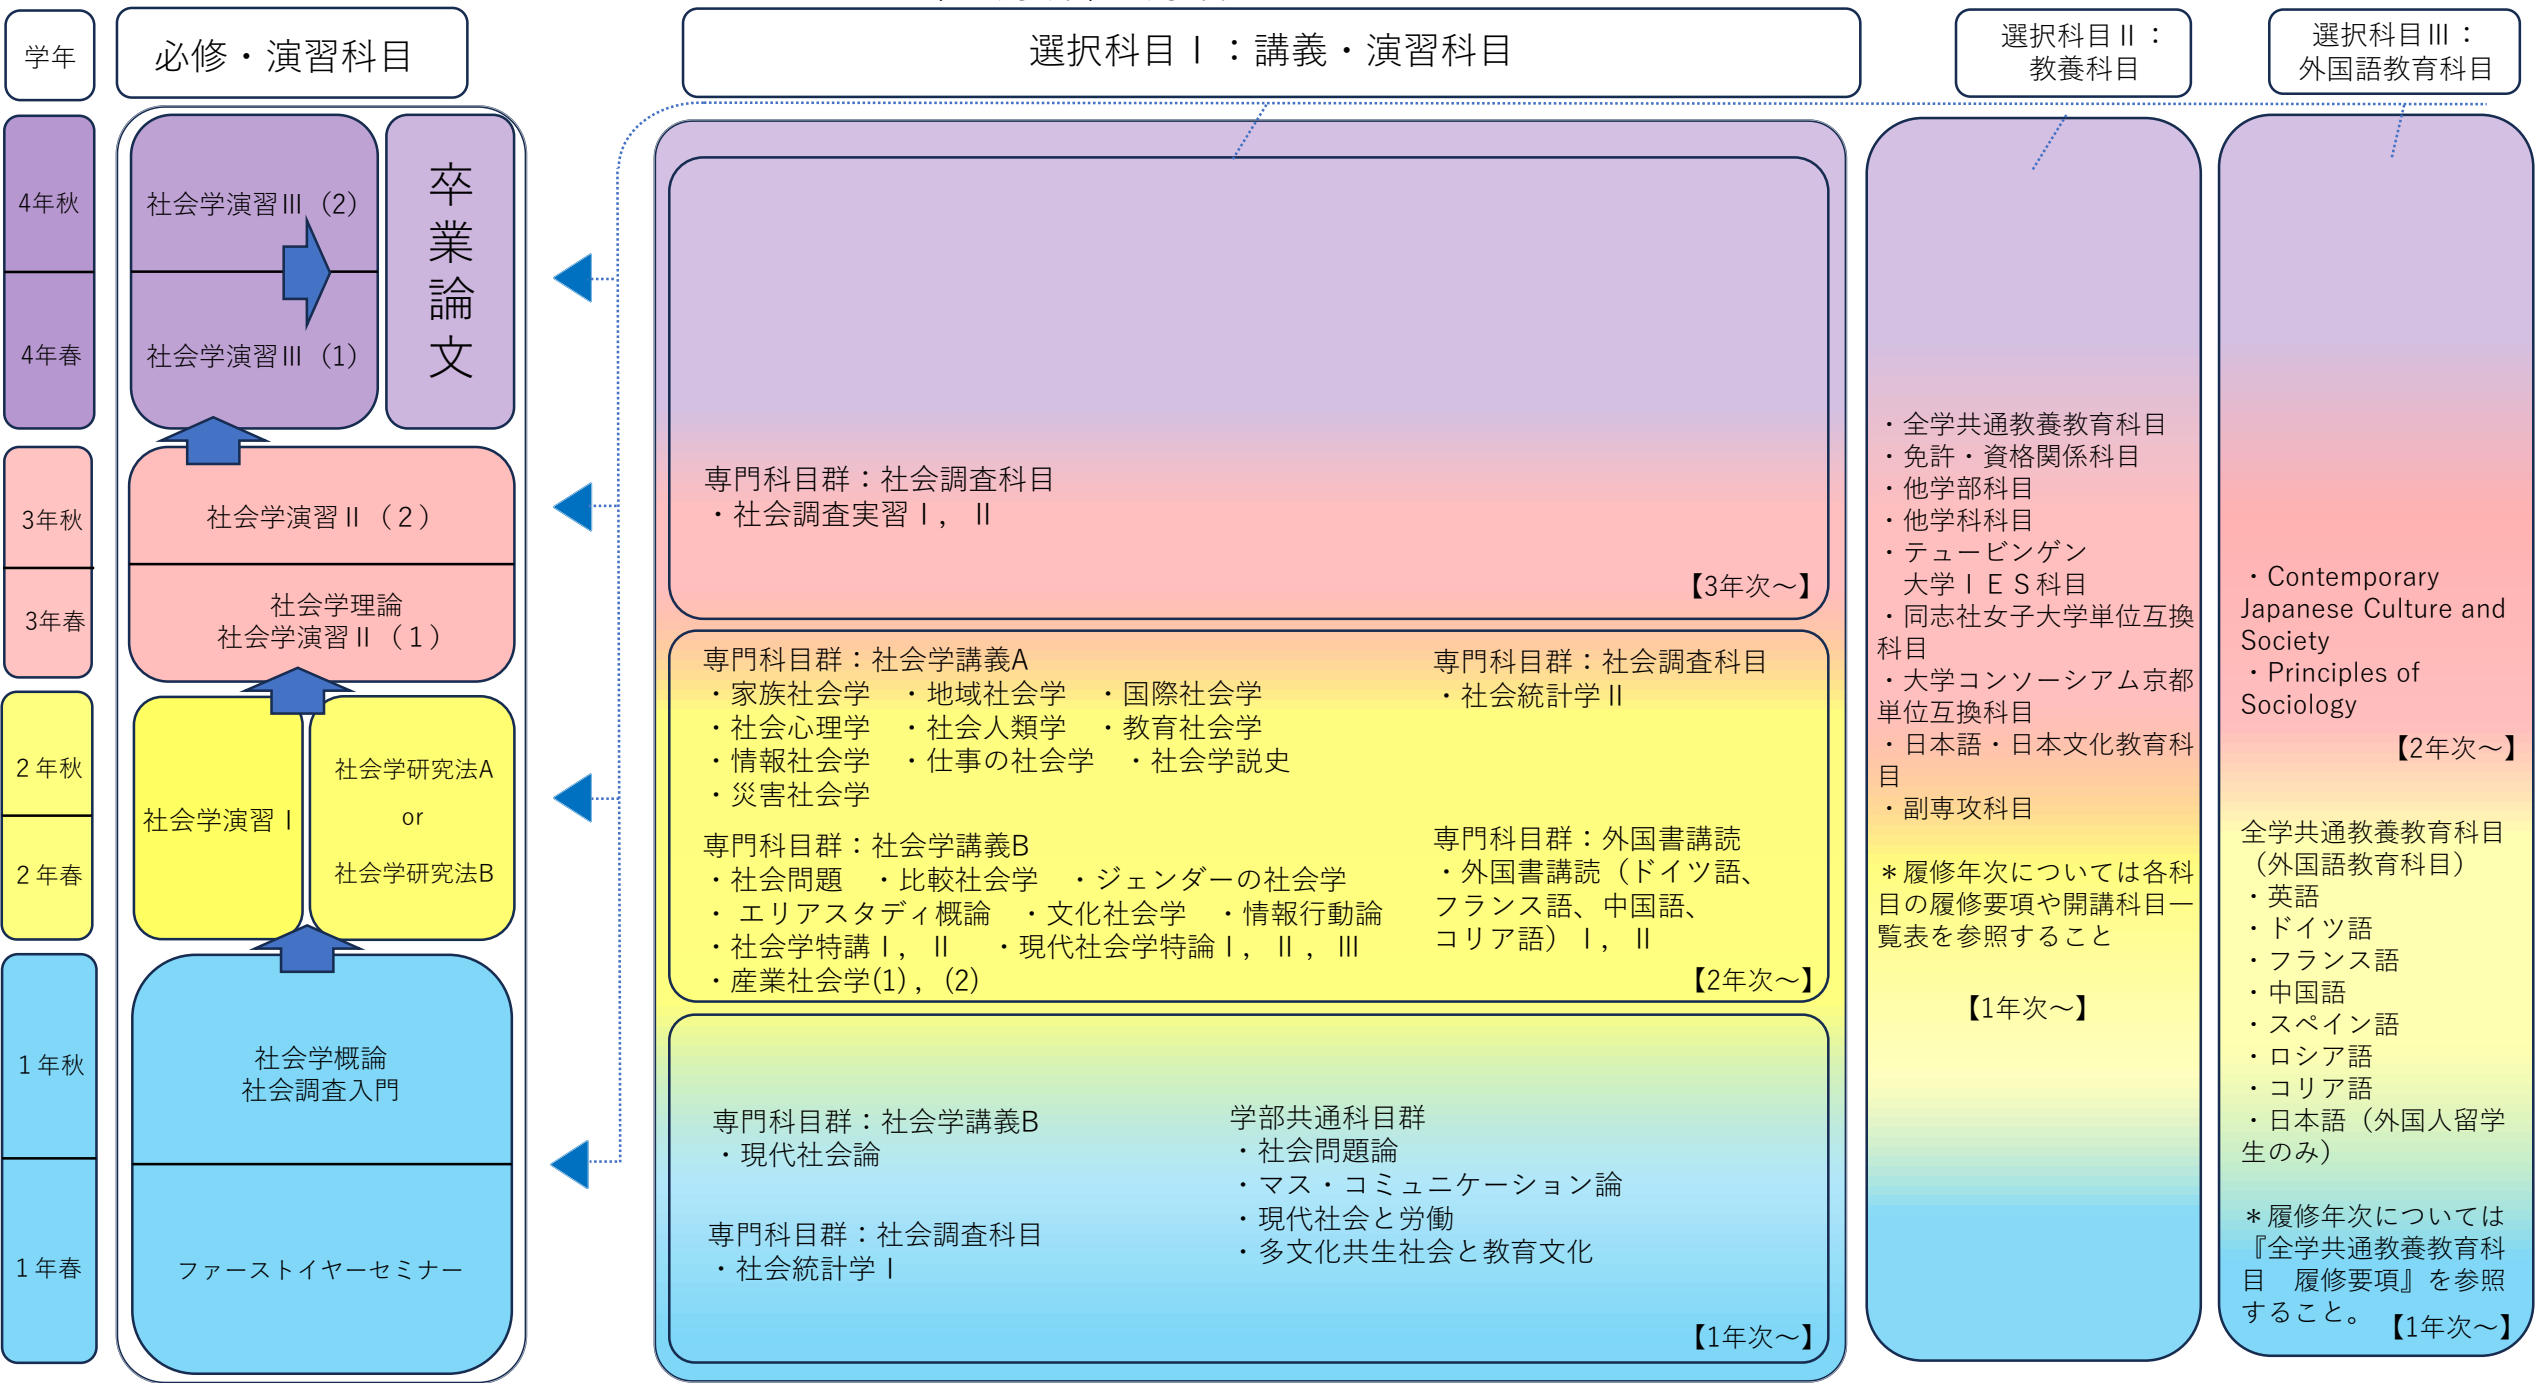 学年
必修・演習科目
選択科目Ⅰ：講義・演習科目
選択科目Ⅱ：
教養科目
選択科目Ⅲ：
外国語教育科目
4年秋
4年春
3年秋
3年春
２年秋
２年春
１年秋
１年春
社会学演習Ⅲ（2）
社会学演習Ⅲ（1）
卒業論文
社会学演習Ⅱ（２）
社会学理論
社会学演習Ⅱ（１）
社会学演習Ⅰ
社会学研究法A
or
社会学研究法B
社会学概論
社会調査入門
ファーストイヤーセミナー
専門科目群：社会調査科目
・社会調査実習Ⅰ，Ⅱ
【3年次～】
専門科目群：社会学講義A
・家族社会学　・地域社会学　・国際社会学
・社会心理学　・社会人類学　・教育社会学
・情報社会学　・仕事の社会学　・社会学説史
・災害社会学
専門科目群：社会調査科目
・社会統計学Ⅱ
専門科目群：社会学講義B
・社会問題　・比較社会学　・ジェンダーの社会学
・ エリアスタディ概論　・文化社会学　・情報行動論
・社会学特講Ⅰ，Ⅱ　・現代社会学特論Ⅰ，Ⅱ，Ⅲ
・産業社会学(1)，(2)
専門科目群：外国書講読
・外国書講読（ドイツ語、
フランス語、中国語、
コリア語）Ⅰ，Ⅱ
【2年次～】
専門科目群：社会学講義B
・現代社会論
専門科目群：社会調査科目
・社会統計学Ⅰ
学部共通科目群
・社会問題論
・マス・コミュニケーション論
・現代社会と労働
・多文化共生社会と教育文化
【1年次～】
・全学共通教養教育科目
・免許・資格関係科目
・他学部科目
・他学科科目
・テュービンゲン
大学ＩＥＳ科目
・同志社女子大学単位互換
科目
・大学コンソーシアム京都
単位互換科目
・日本語・日本文化教育科
目
・副専攻科目
＊履修年次については各科
目の履修要項や開講科目一
覧表を参照すること
【1年次～】
・Contemporary
Japanese Culture and
Society
・Principles of
Sociology
【2年次～】
全学共通教養教育科目
（外国語教育科目）
・英語
・ドイツ語
・フランス語
・中国語
・スペイン語
・ロシア語
・コリア語
・日本語（外国人留学
生のみ）
＊履修年次については
『全学共通教養教育科
目　履修要項』を参照
すること。
【1年次～】